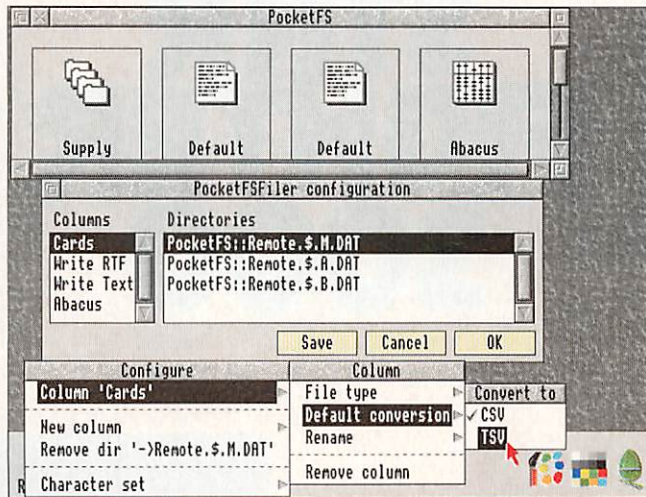 PocketFS
Supply
Default
Default
Abacus
PocketFSFiler configuration
Columns
Directories
Cards
Write RTF
Write Text
Abacus
PocketFS::Remote.$.M.DAT
PocketFS::Remote.$.A.DAT
PocketFS::Remote.$.B.DAT
Save
Cancel
OK
Configure
Column 'Cards'
New column
Remove dir '->Remote.$.M.DAT'
Character set
Column
File type
Default conversion
Rename
Remove column
Convert to
✓ CSV
TSV
R